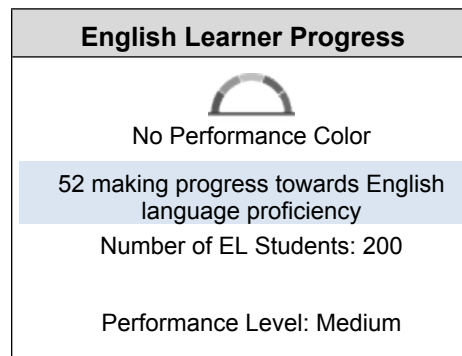 English Learner Progress
No Performance Color
52 making progress towards English
language proficiency
Number of EL Students: 200
Performance Level: Medium